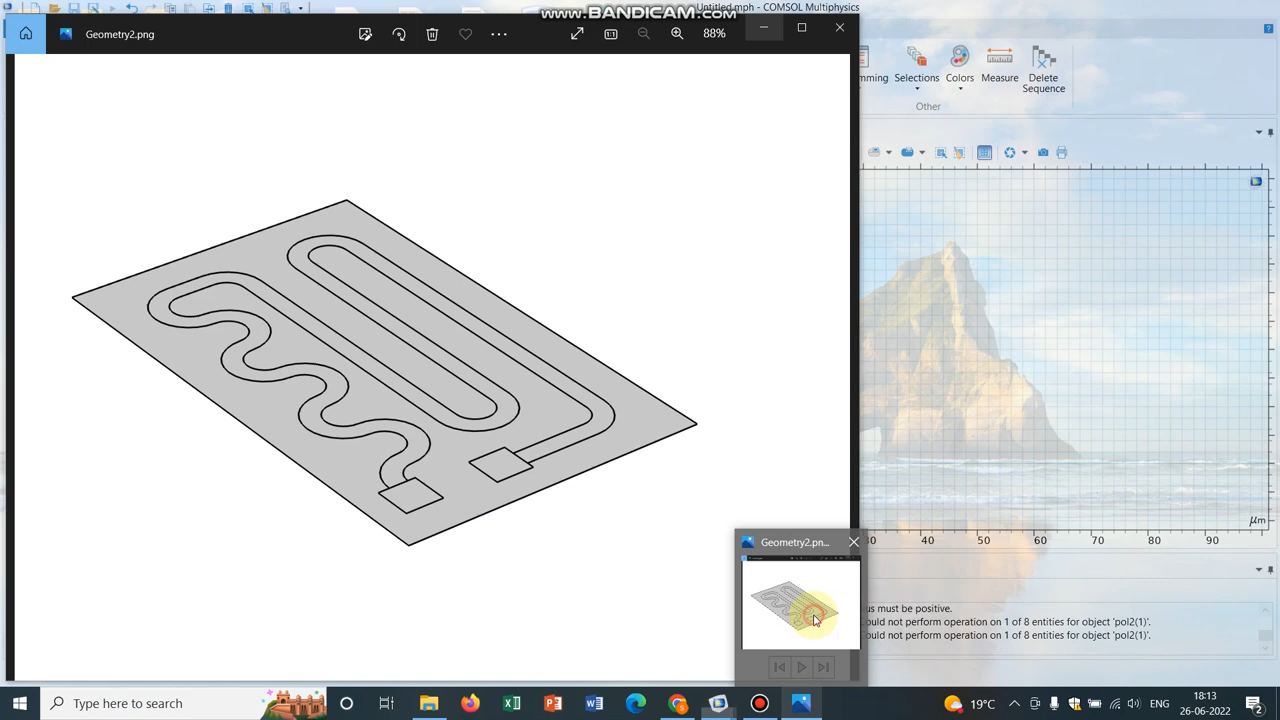 Untitled.mph - COMSOL Multiphysics
www.BANDICAM.com
Geometry2.png
88%
Selections
Colors
Measure
Delete
Sequence
Other
µm
40
50
60
70
80
90
Geometry2.pn...
us must be positive.
ould not perform operation on 1 of 8 entities for object 'pol2(1)'.
ould not perform operation on 1 of 8 entities for object 'pol2(1)'.
Type here to search
19°C
18:13
26-06-2022
2